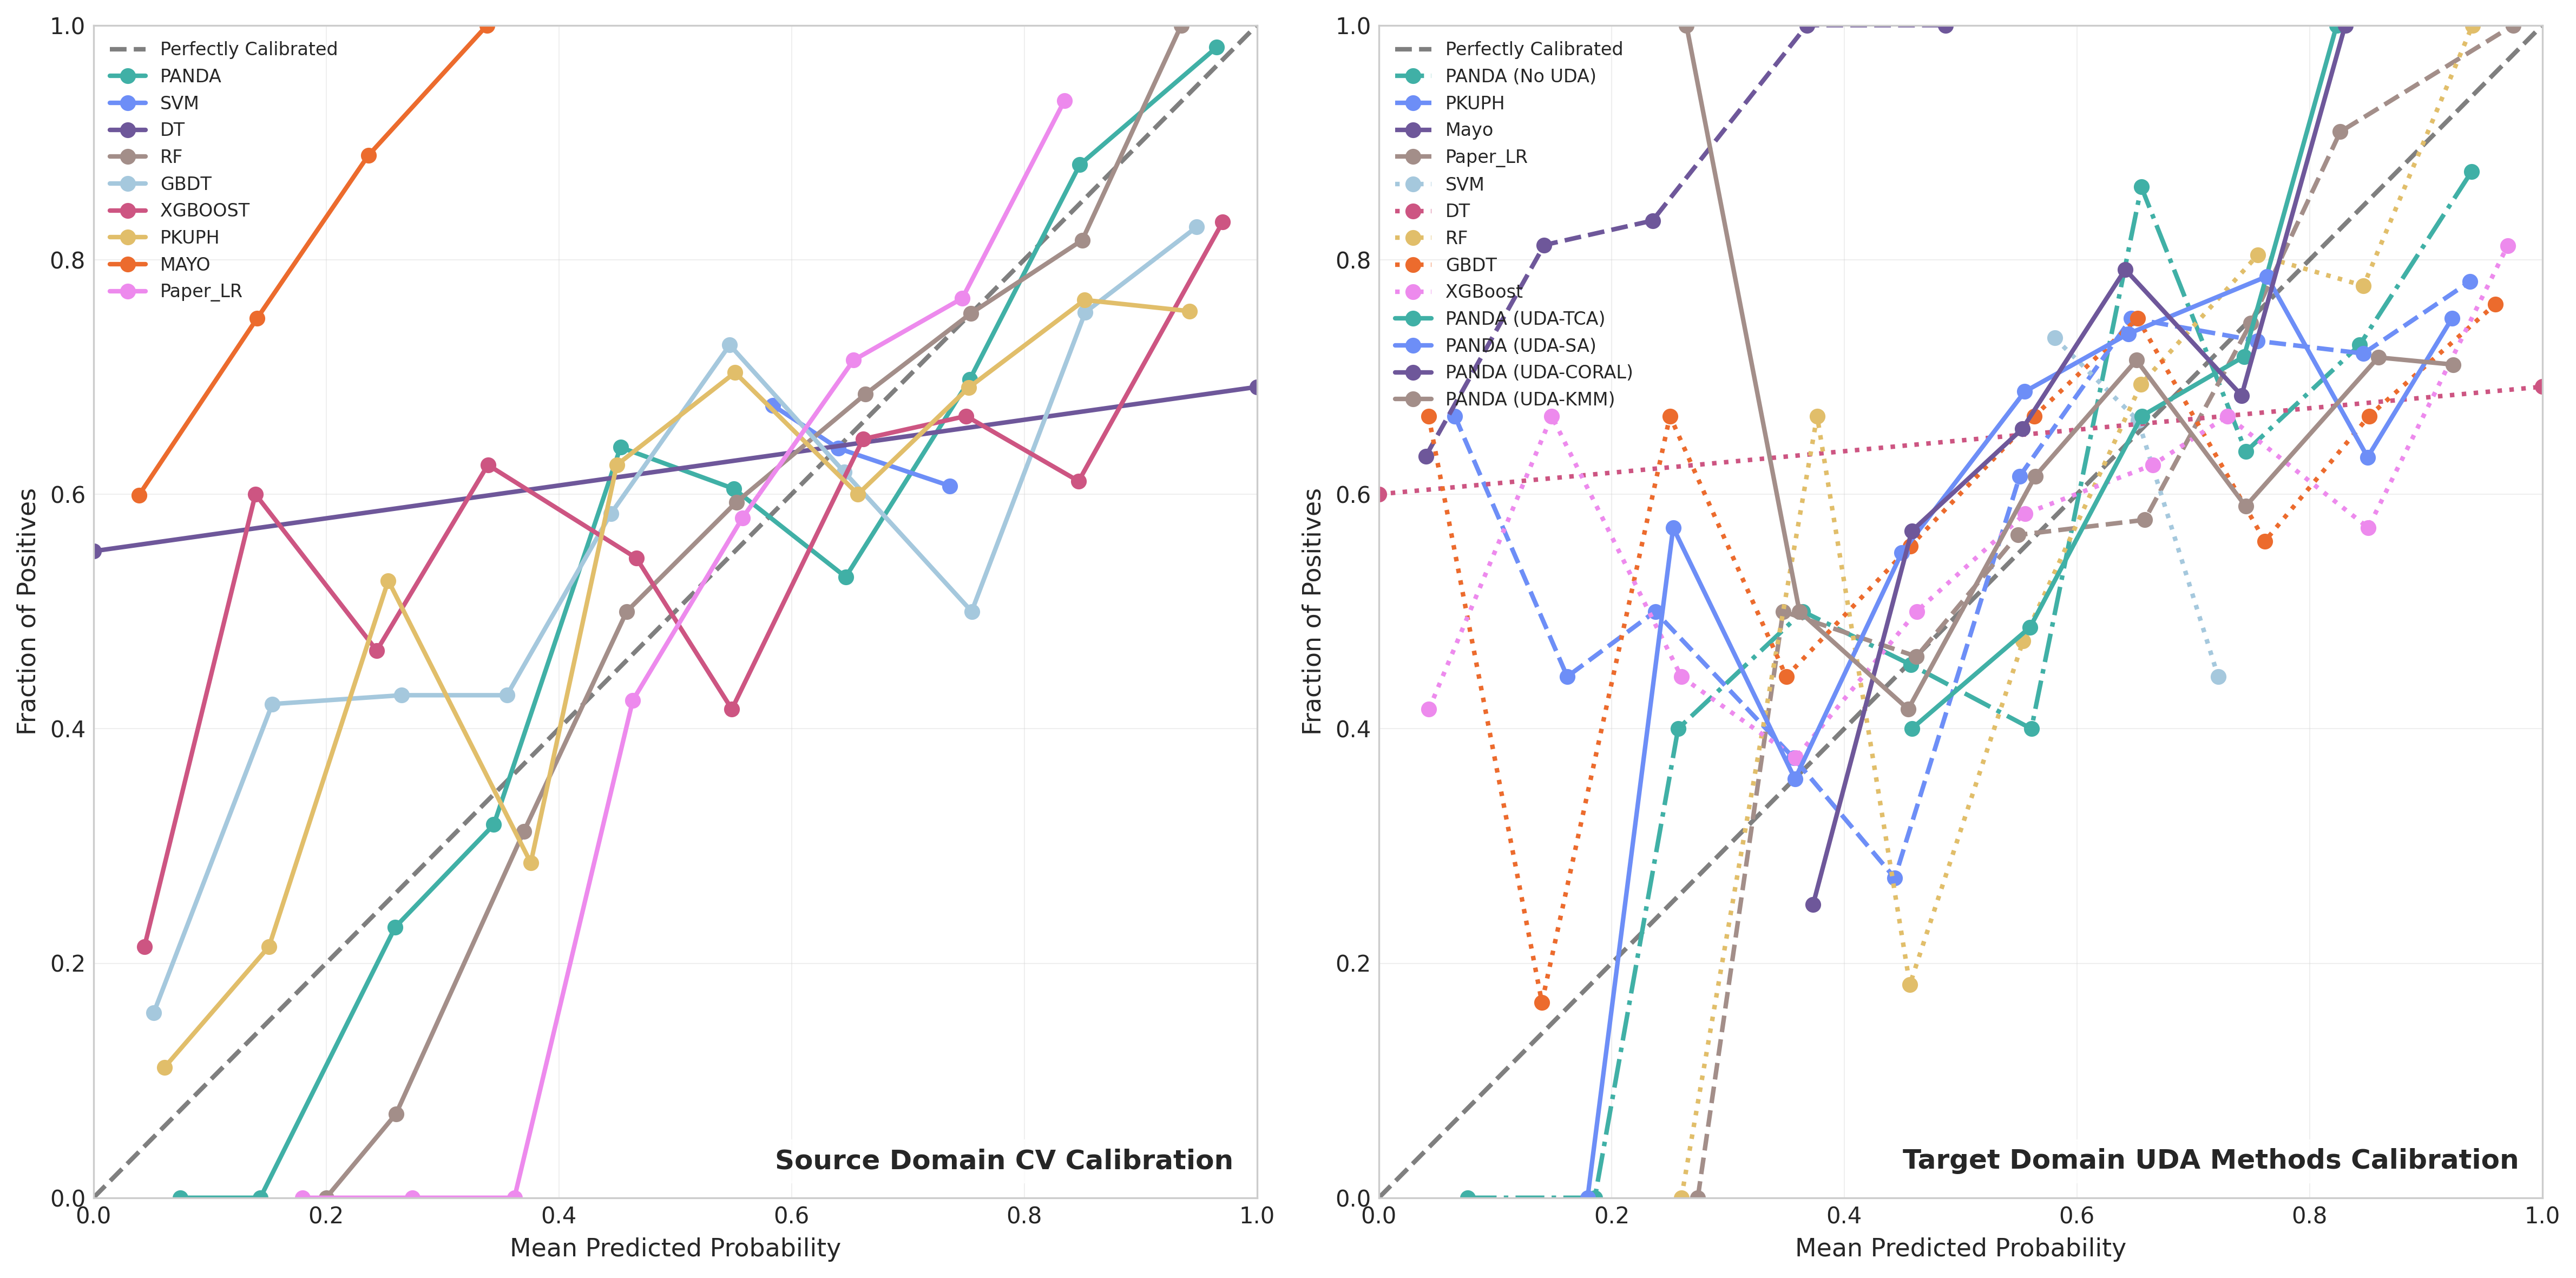 1.0
0.8
0.6
0.4
0.2
0.0
Fraction of Positives
Perfectly Calibrated
PANDA
SVM
DT
RF
GBDT
XGBOOST
PKUPH
MAYO
Paper_LR
Source Domain CV Calibration
0.0 0.2 0.4 0.6 0.8 1.0
Mean Predicted Probability
1.0
0.8
0.6
0.4
0.2
0.0
Fraction of Positives
Perfectly Calibrated
PANDA (No UDA)
PKUPH
Mayo
Paper_LR
SVM
DT
RF
GBDT
XGBoost
PANDA (UDA-TCA)
PANDA (UDA-SA)
PANDA (UDA-CORAL)
PANDA (UDA-KMM)
Target Domain UDA Methods Calibration
0.0 0.2 0.4 0.6 0.8 1.0
Mean Predicted Probability